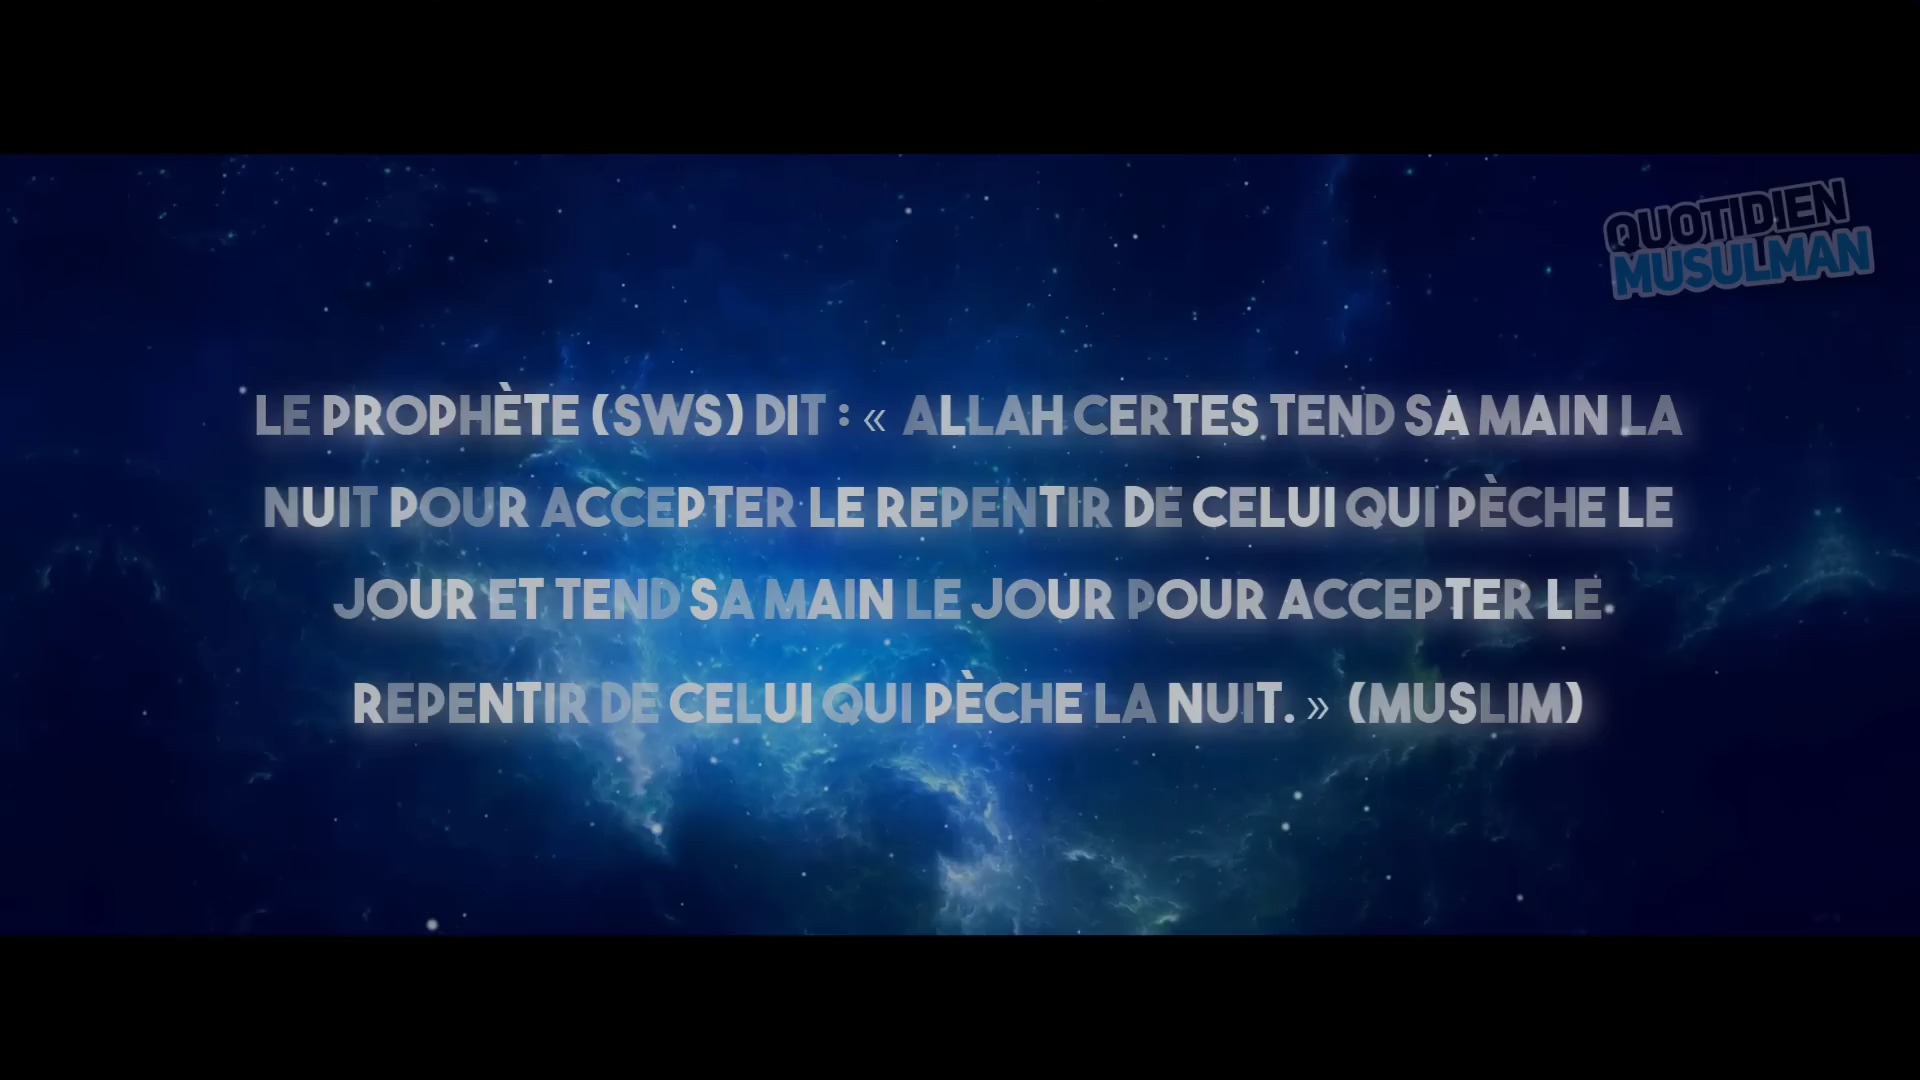 QUOTIDIEN
MUSULMAN
LE PROPHÈTE (SWS) DIT : « ALLAH CERTES TEND SA MAIN LA
NUIT POUR ACCEPTER LE REPENTIR DE CELUI QUI PÈCHE LE
JOUR ET TEND SA MAIN LE JOUR POUR ACCEPTER LE
REPENTIR DE CELUI QUI PÈCHE LA NUIT. » (MUSLIM)